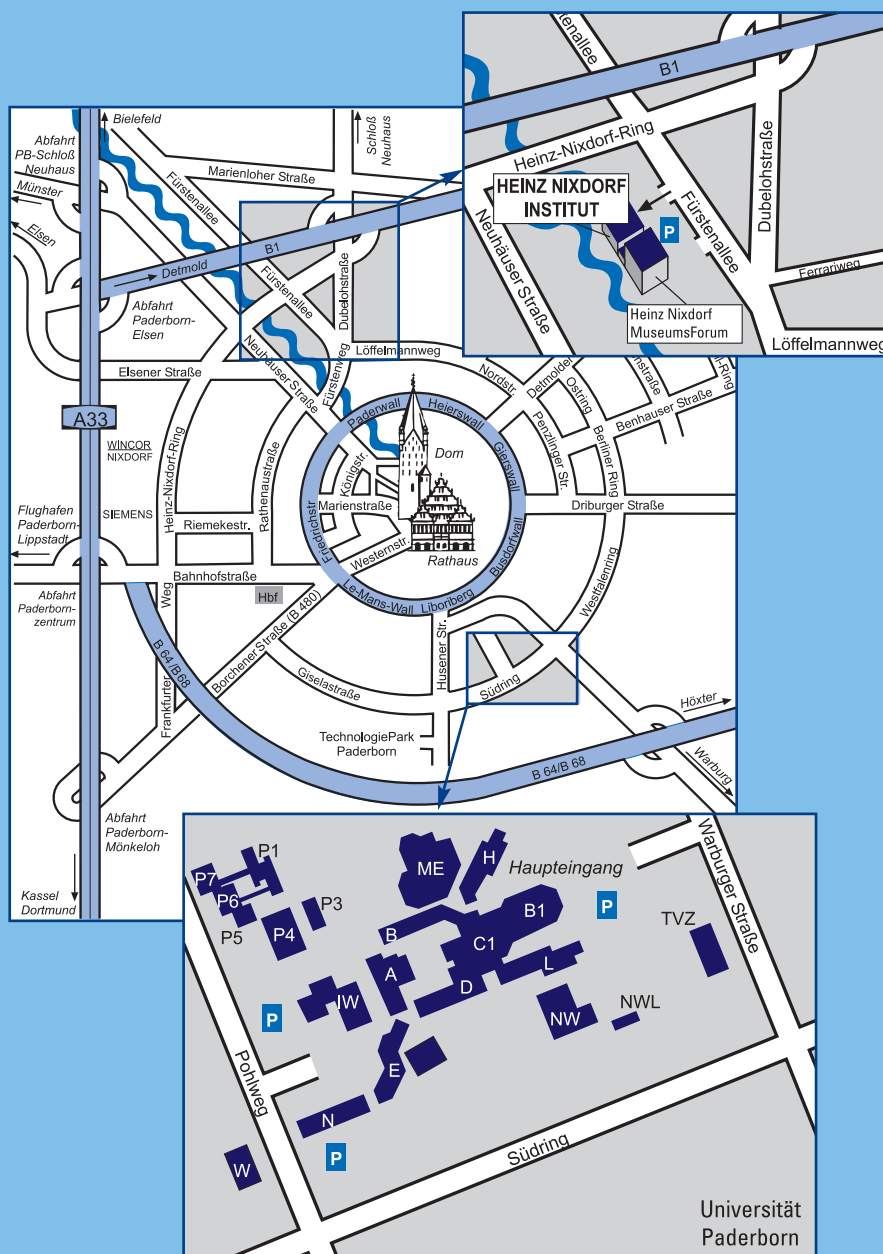 B1
Fürstenallee
Heinz-Nixdorf-Ring
Dubelohstraße
HEINZ NIXDORF
INSTITUT
P
Fürstenallee
Neuhäuser Straße
Ferrariweg
Heinz Nixdorf
MuseumsForum
Löffelmannweg
Bielefeld
Abfahrt
PB-Schloß
Neuhaus
Münster
Elsen
Schloß
Neuhaus
Marienloher Straße
Fürstenallee
B1
Detmold
Abfahrt
Paderborn-
Elsen
Fürstenallee
Dubelohstraße
Neuhäuser Straße
Fürstenweg
Löffelmannweg
Elsener Straße
Nordstr.
Detmolder
Ostring
Benhauser Straße
Penzlinger Str.
Berliner Ring
A33
WINCOR
NIXDORF
Heinz-Nixdorf-Ring
Rathenaustraße
Paderwall
Heierswall
Gierswall
Dom
Königstr.
Marienstraße
Driburger Straße
Flughafen
Paderborn-
Lippstadt
SIEMENS
Riemekestr.
Friedrichstr
Westernstr.
Rathaus
Busdorfwall
Westfalenring
Bahnhofstraße
Hbf
Le-Mans-Wall
Liboriberg
Abfahrt
Paderborn-
zentrum
Weg
Frankfurter
B 64/B 68
Borchener Straße (B 480)
Giselastraße
Husener Str.
Südring
TechnologiePark
Paderborn
Höxter
Warburg
B 64/B 68
Abfahrt
Paderborn-
Mönkeloh
Kassel
Dortmund
P1
P7
P6
P5
P4
P3
ME
H
Haupteingang
B1
P
B
C1
A
L
D
IW
P
TVZ
NW
NWL
E
N
P
W
Pohlweg
Warburger Straße
Südring
Universität
Paderborn